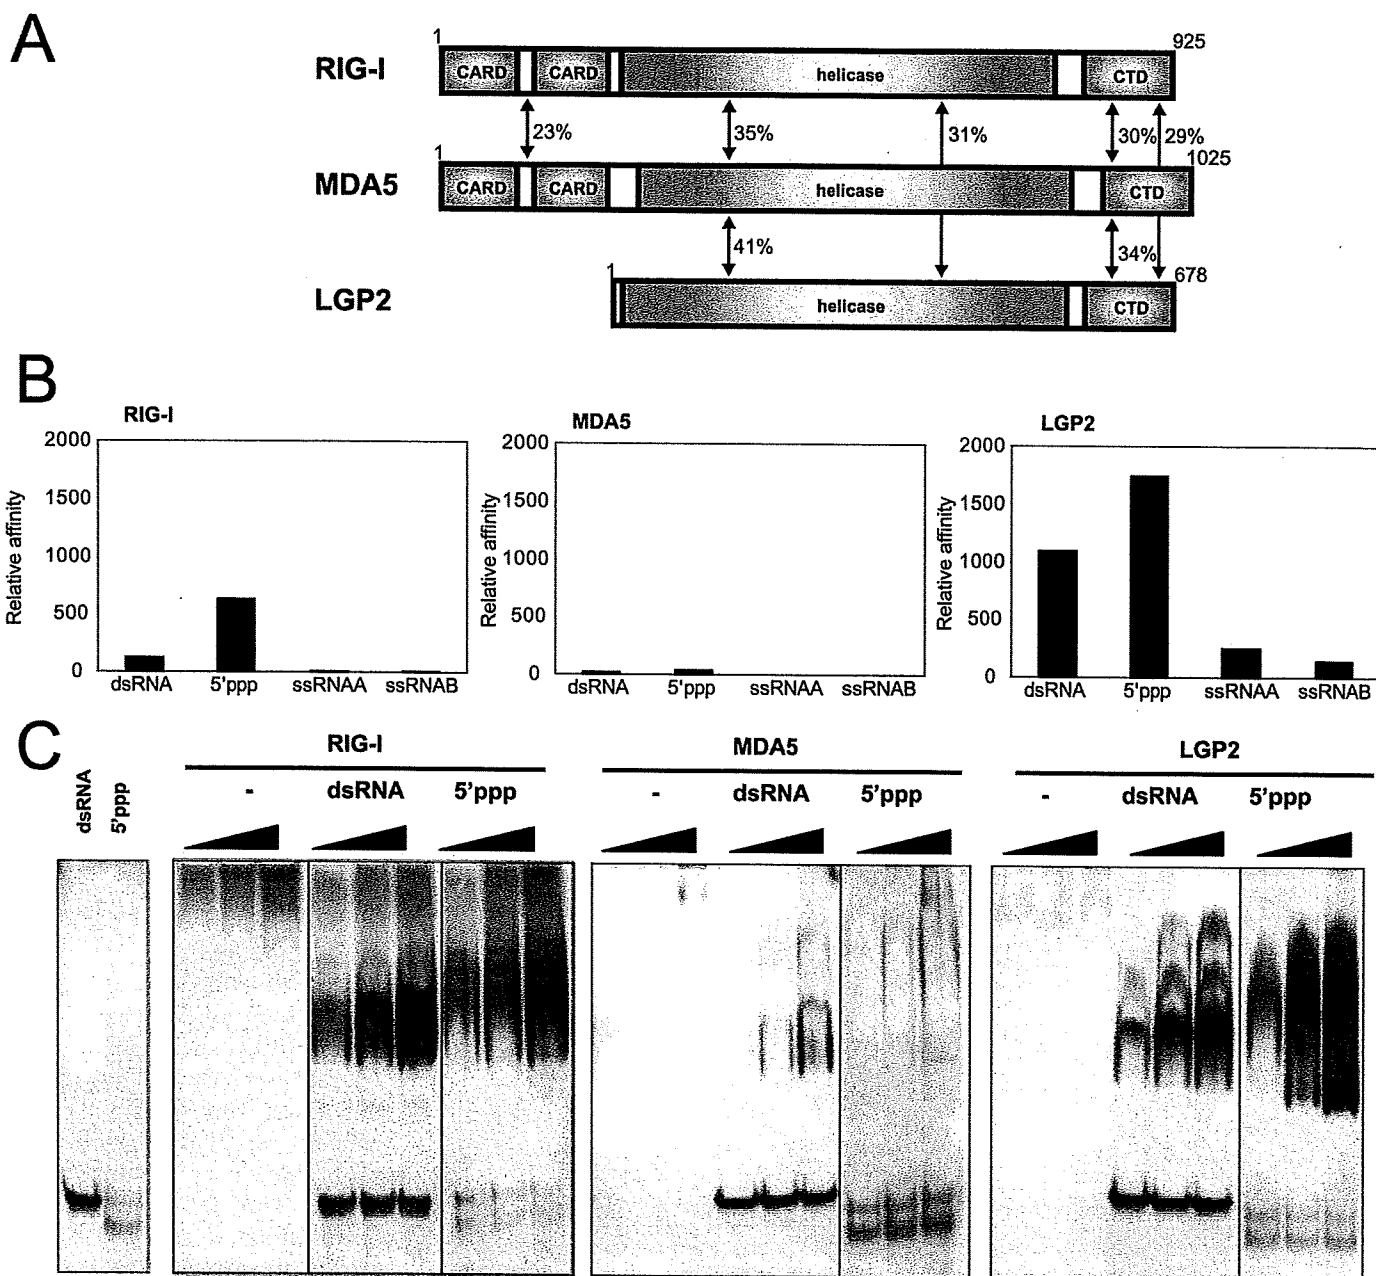 A
1
925
RIG-I
CARD
CARD
helicase
CTD
23%
35%
31%
30%
29%
1
1025
MDA5
CARD
CARD
helicase
CTD
41%
34%
1
678
LGP2
helicase
CTD
B
RIG-I
Relative affinity
2000
1500
1000
500
0
dsRNA
5'ppp
ssRNAA
ssRNAB
MDA5
Relative affinity
2000
1500
1000
500
0
dsRNA
5'ppp
ssRNAA
ssRNAB
LGP2
Relative affinity
2000
1500
1000
500
0
dsRNA
5'ppp
ssRNAA
ssRNAB
C
dsRNA
5'ppp
RIG-I
- dsRNA 5'ppp
MDA5
- dsRNA 5'ppp
LGP2
- dsRNA 5'ppp